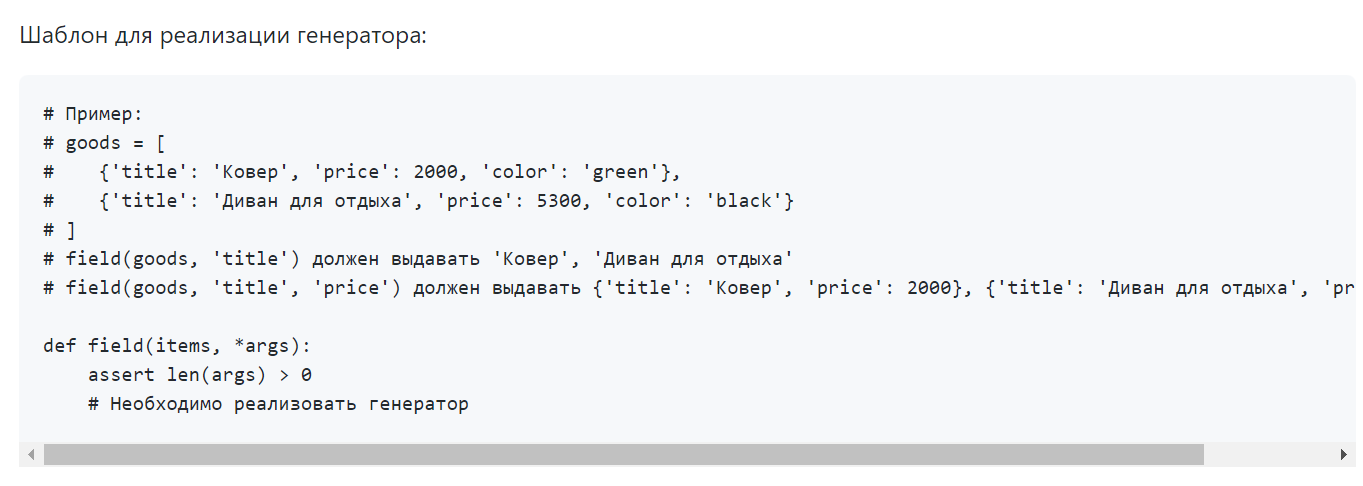 Шаблон для реализации генератора:
# Пример:
# goods = [
#    {'title': 'Ковер', 'price': 2000, 'color': 'green'},
#    {'title': 'Диван для отдыха', 'price': 5300, 'color': 'black'}
# ]
# field(goods, 'title') должен выдавать 'Ковер', 'Диван для отдыха'
# field(goods, 'title', 'price') должен выдавать {'title': 'Ковер', 'price': 2000}, {'title': 'Диван для отдыха', 'pr
def field(items, *args):
    assert len(args) > 0
    # Необходимо реализовать генератор